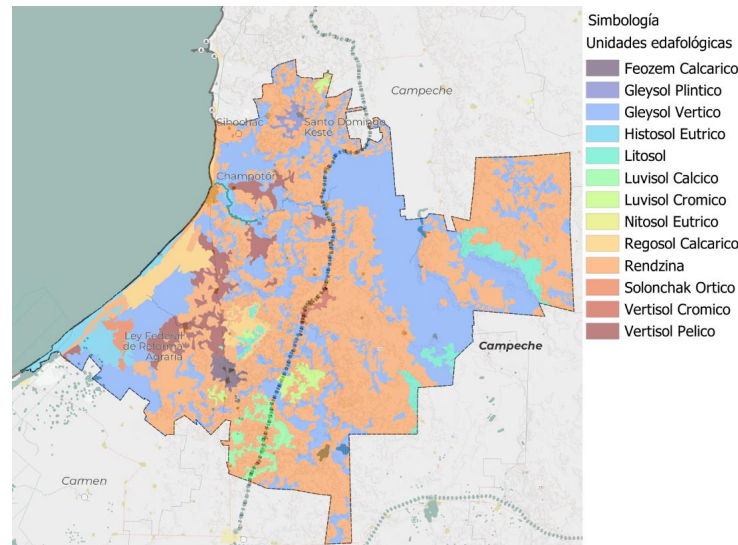 Simbología
Unidades edafológicas
Feozem Calcarico
Gleysol Plintico
Gleysol Vertico
Histosol Eutrico
Litosol
Luvisol Calcico
Luvisol Cromico
Nitosol Eutrico
Regosol Calcarico
Rendzina
Solonchak Ortico
Vertisol Cromico
Vertisol Pelico
Campeche
Sihochac
Santo Domingo
Kesté
Champotón
Ley Federal
de Reforma
Agraria
Campeche
Carmen